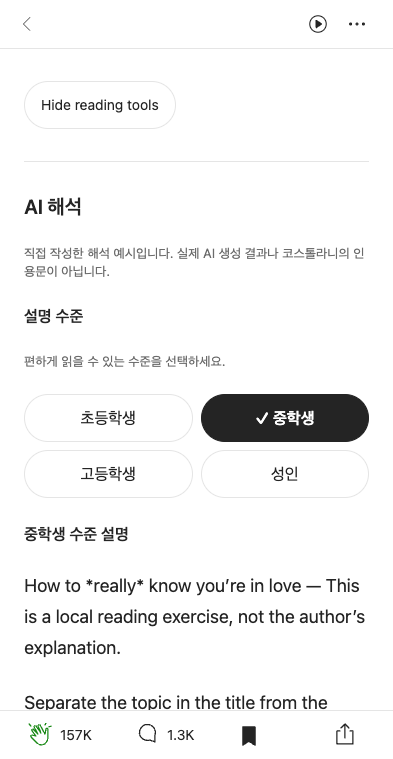 Hide reading tools
AI 해석
직접 작성한 해석 예시입니다. 실제 AI 생성 결과나 코스톨라니의 인
용문이 아닙니다.
설명 수준
편하게 읽을 수 있는 수준을 선택하세요.
초등학생
✓ 중학생
고등학생
성인
중학생 수준 설명
How to *really* know you’re in love — This
is a local reading exercise, not the author’s
explanation.
Separate the topic in the title from the
157K
1.3K